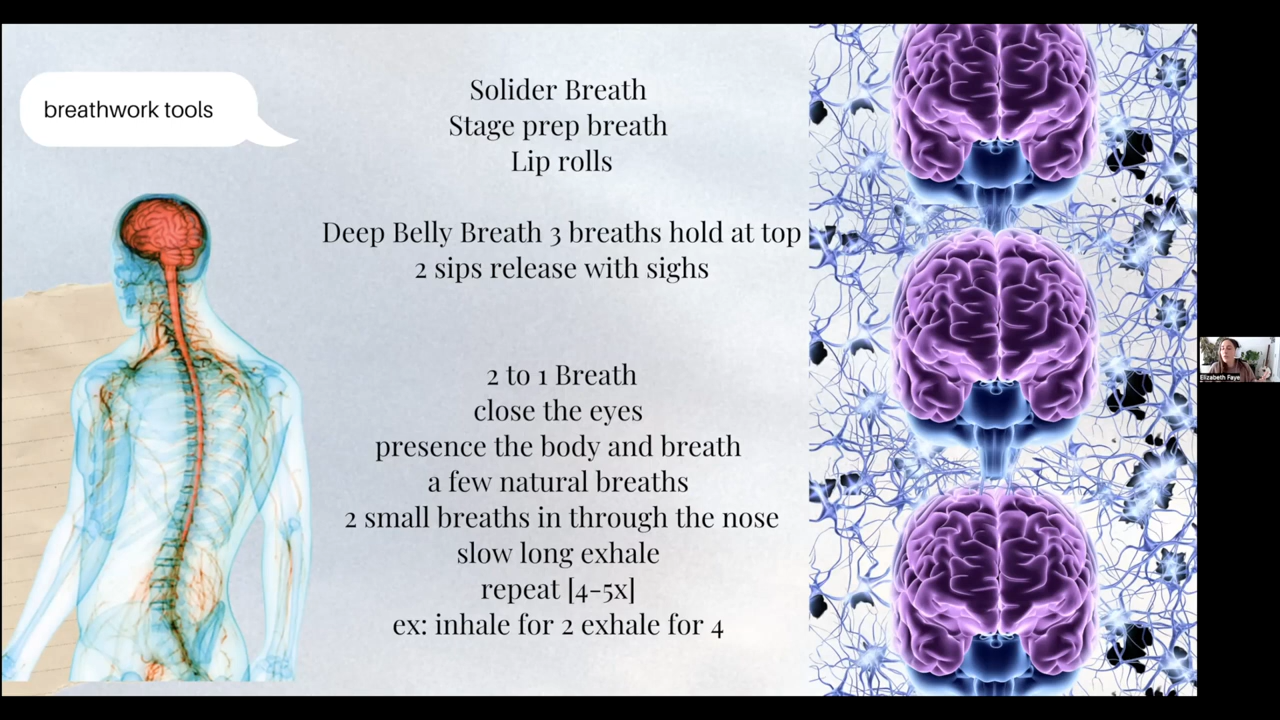 breathwork tools
Solider Breath
Stage prep breath
Lip rolls
Deep Belly Breath 3 breaths hold at top
2 sips release with sighs
2 to 1 Breath
close the eyes
presence the body and breath
a few natural breaths
2 small breaths in through the nose
slow long exhale
repeat [4-5x]
ex: inhale for 2 exhale for 4
Elizabeth Faye